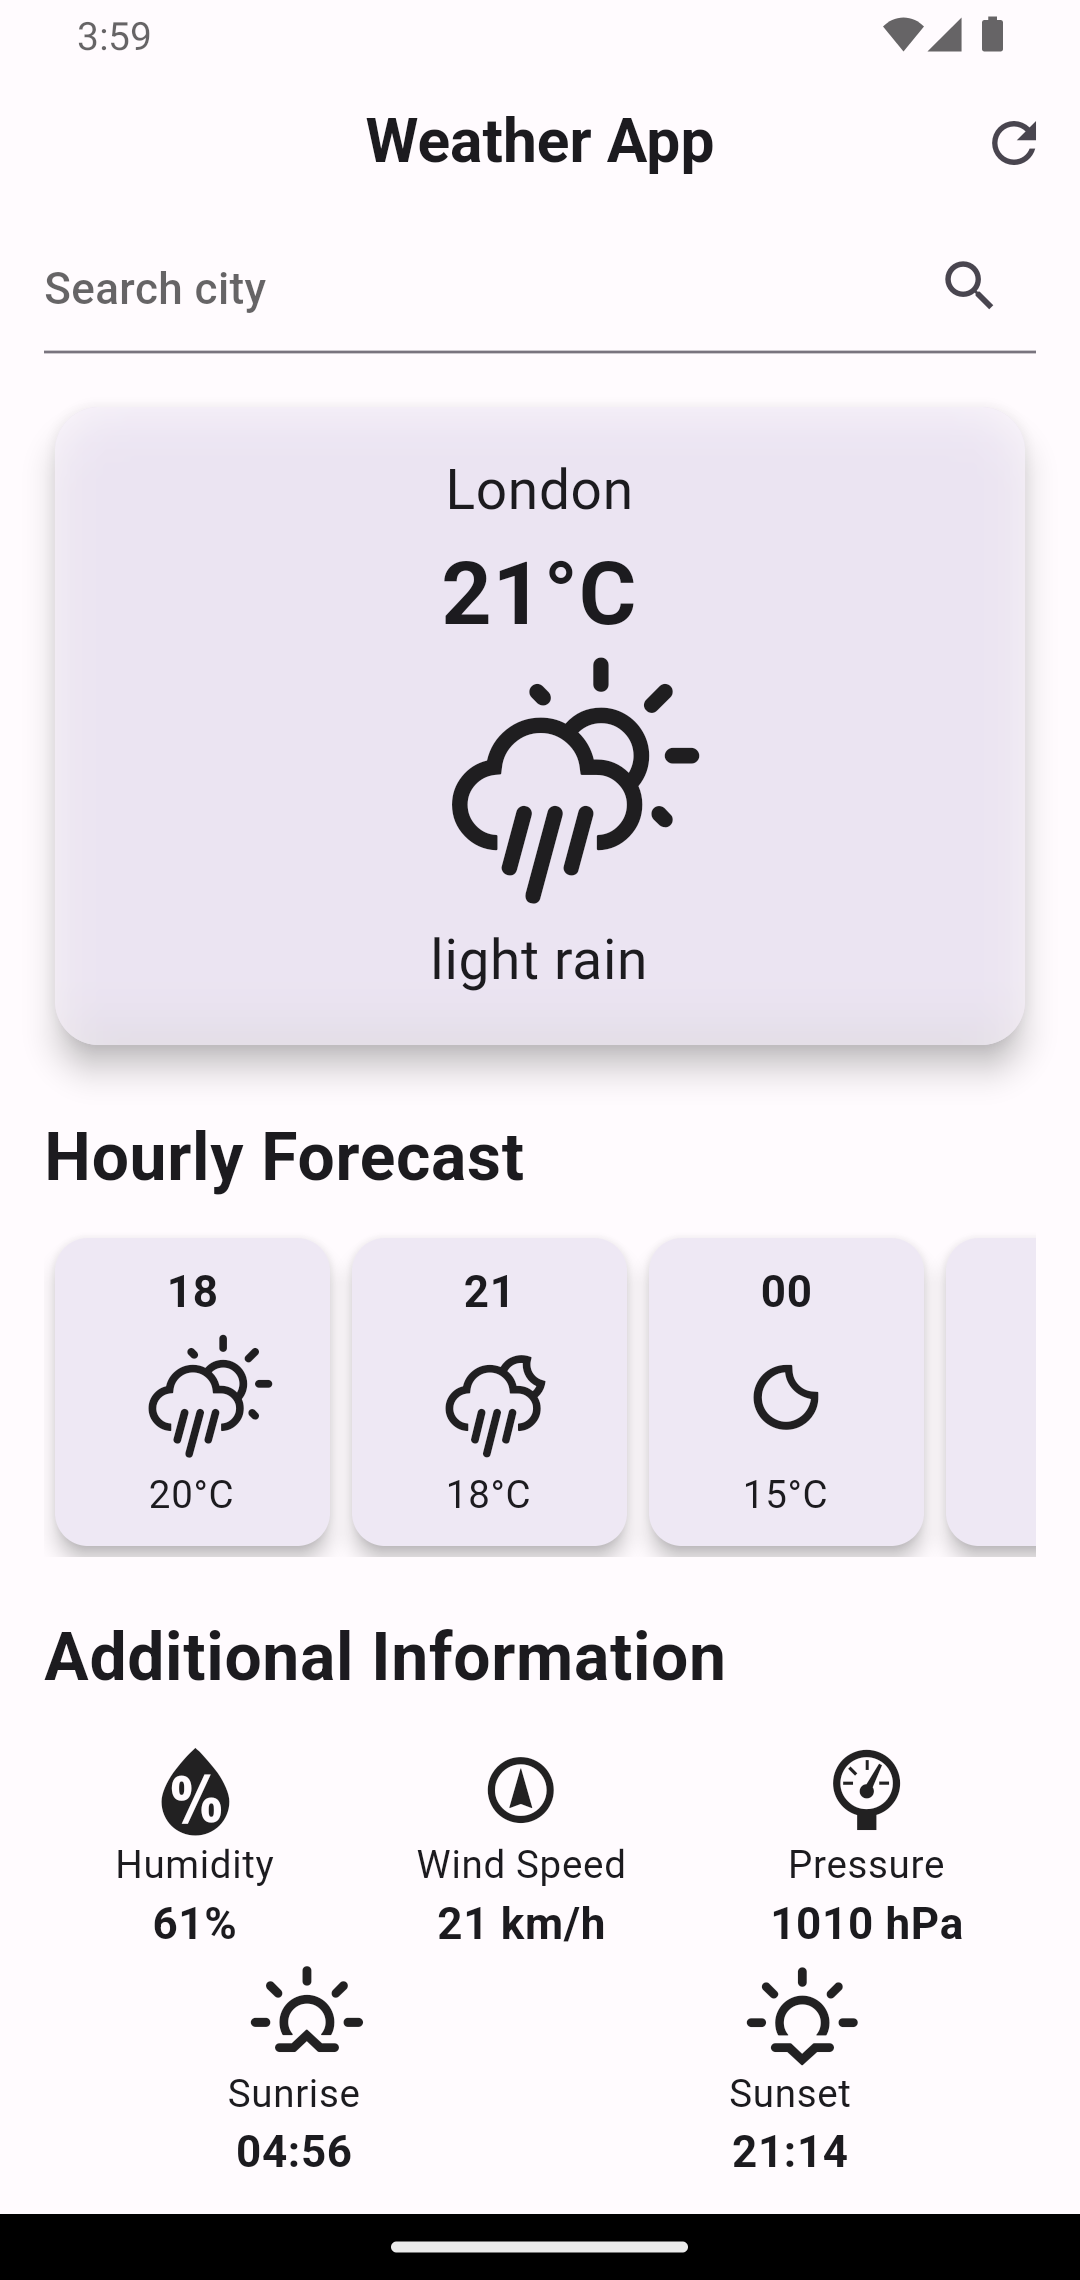 3:59
Weather App
Search city
London
21°C
light rain
Hourly Forecast
18 21 00
20°C 18°C 15°C
Additional Information
%
Humidity Wind Speed Pressure
61% 21 km/h 1010 hPa
Sunrise Sunset
04:56 21:14